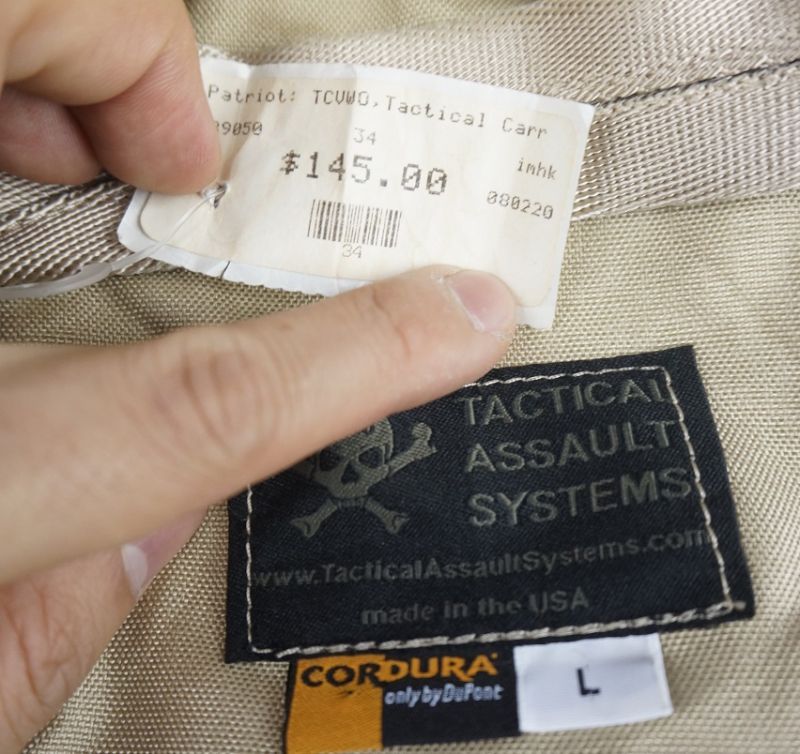 Patriot: TCVWO,Tactical Carr
39050
34
imhk
$145.00
080220
34
TACTICAL
ASSAULT
SYSTEMS
www.TacticalAssaultSystems.com
made in the USA
CORDURA
only by DuPont
L